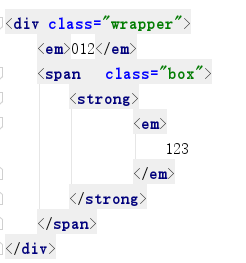 <div class="wrapper">
<em>012</em>
<span class="box">
<strong>
<em>
123
</em>
</strong>
</span>
</div>